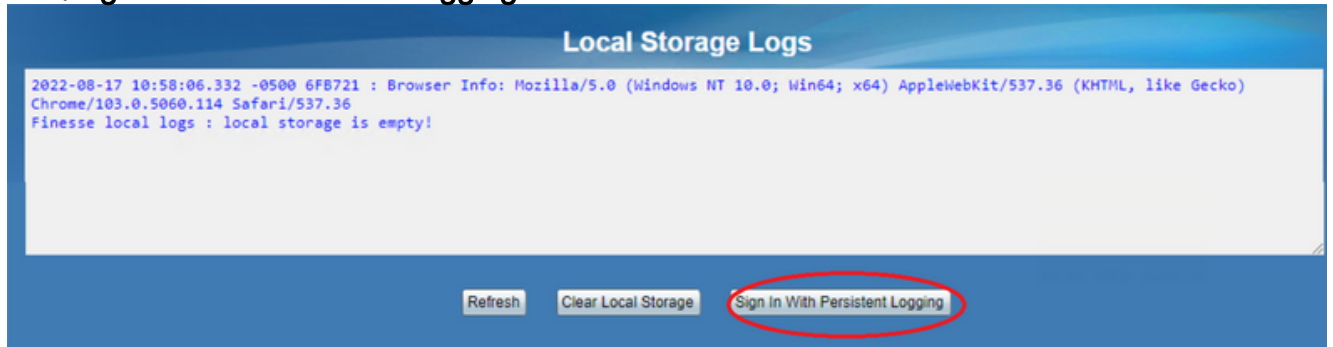 Local Storage Logs
2022-08-17 10:58:06.332 -0500 6FB721 : Browser Info: Mozilla/5.0 (Windows NT 10.0; Win64; x64) AppleWebKit/537.36 (KHTML, like Gecko)
Chrome/103.0.5060.114 Safari/537.36
Finesse local logs : local storage is empty!
Refresh Clear Local Storage Sign In With Persistent Logging